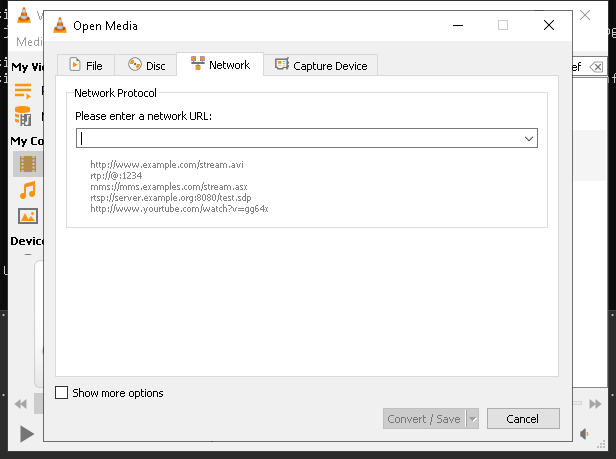 Open Media
Medi
File
Disc
Network
Capture Device
ef
My Vi
Network Protocol
Please enter a network URL:
http://www.example.com/stream.avi
rtp://@:1234
mms://mms.examples.com/stream.asx
rtsp://server.example.org:8080/test.sdp
http://www.yourtube.com/watch?v=gg64x
My Co
Device
Show more options
Convert / Save
Cancel